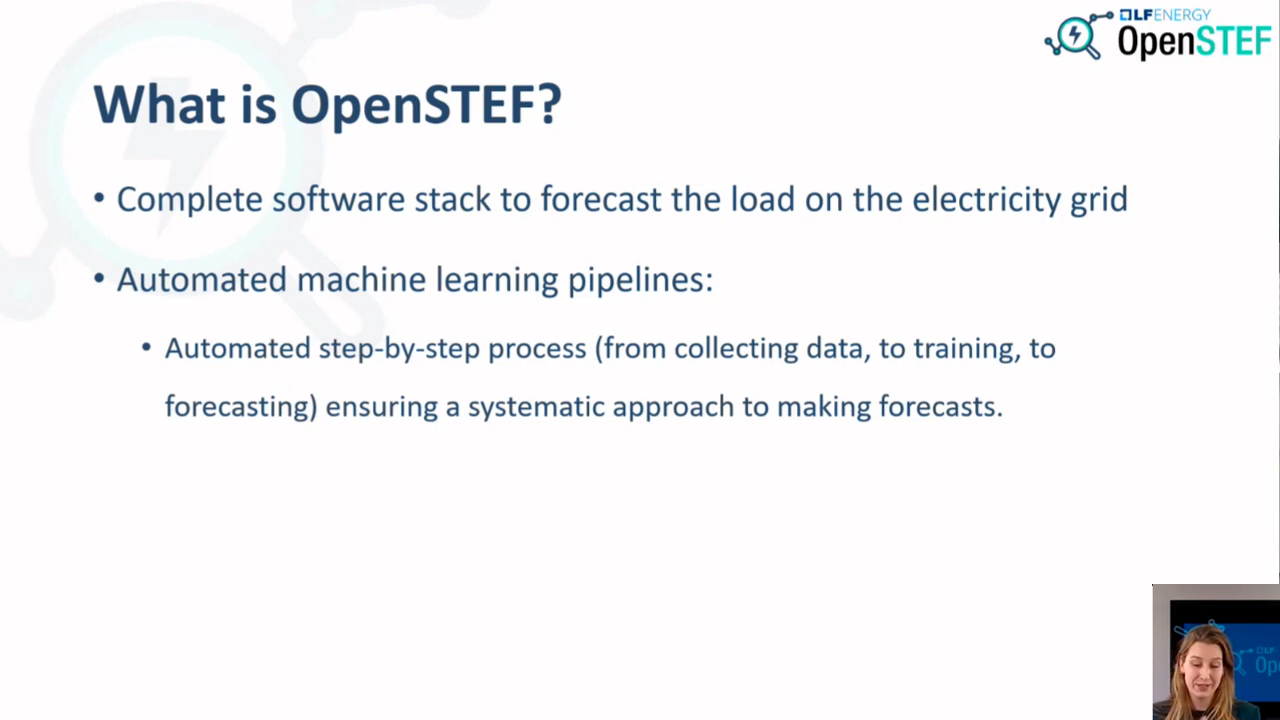 LFENERGY
OpenSTEF
What is OpenSTEF?
• Complete software stack to forecast the load on the electricity grid
• Automated machine learning pipelines:
• Automated step-by-step process (from collecting data, to training, to
forecasting) ensuring a systematic approach to making forecasts.
LF
Op